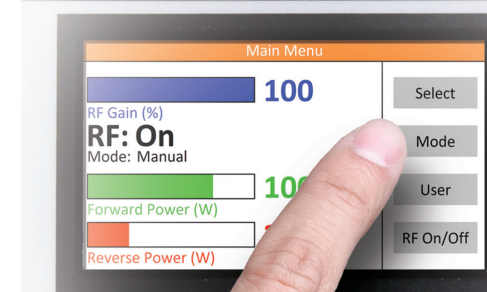 Main Menu
100
RF Gain (%)
RF: On
Mode: Manual
Forward Power (W)
Reverse Power (W)
Select
Mode
User
RF On/Off